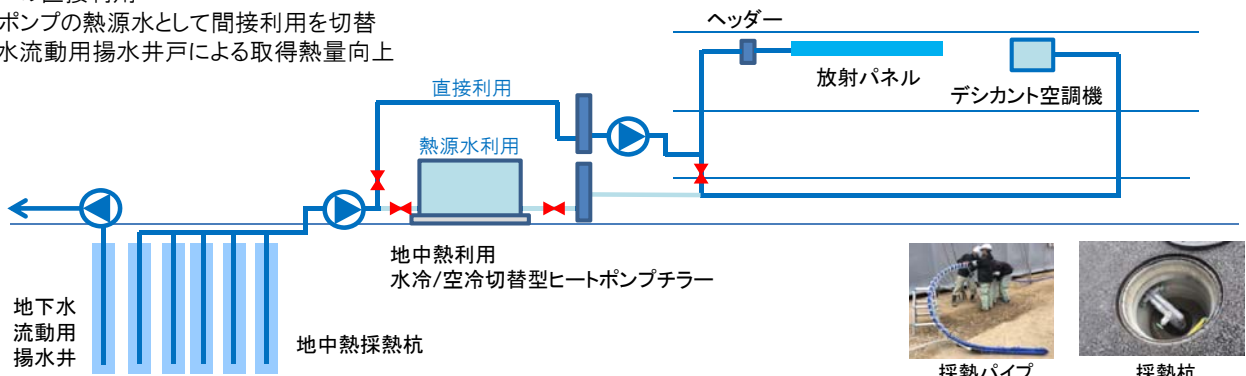 ポンプの熱源水として間接利用を切替
水流動用揚水井戸による取得熱量向上
ヘッダー
放射パネル
デシカント空調機
直接利用
熱源水利用
地中熱利用
水冷/空冷切替型ヒートポンプチラー
地下水
流動用
揚水井
地中熱採熱杭
採熱パイプ
採熱杭